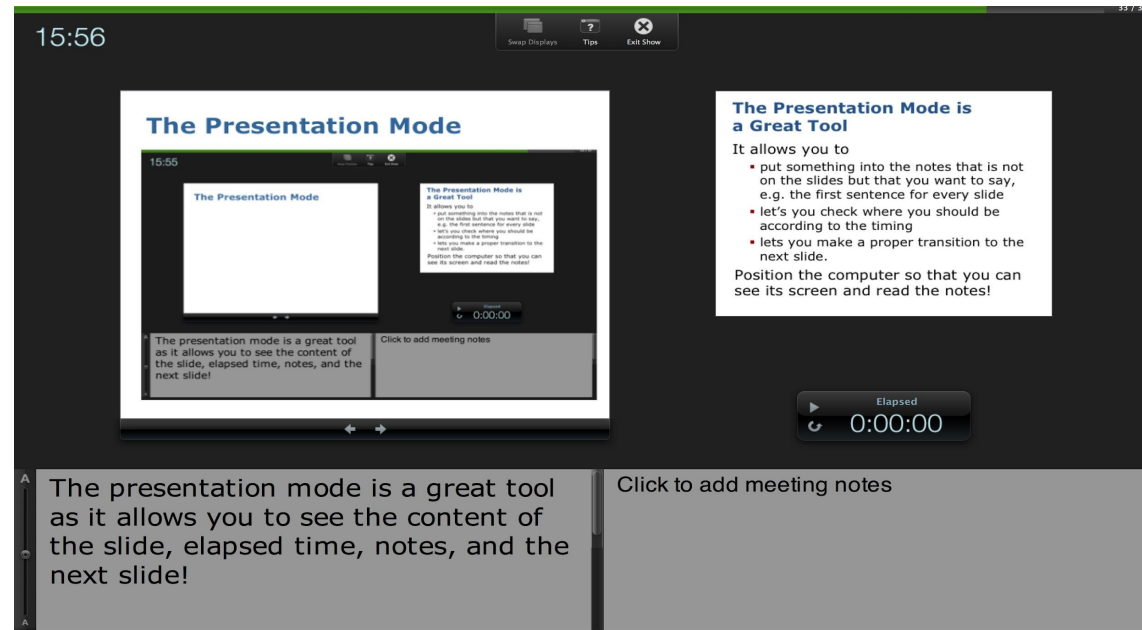 33 / 3
15:56
Swap Displays Tips Exit Show
The Presentation Mode
15:55
Swap Displays Tips Exit Show
The Presentation Mode
The Presentation Mode is
a Great Tool
It allows you to
▪ put something into the notes that is not
on the slides but that you want to say,
e.g. the first sentence for every slide
▪ let's you check where you should be
according to the timing
▪ lets you make a proper transition to the
next slide.
Position the computer so that you can
see its screen and read the notes!
Elapsed
0:00:00
The presentation mode is a great tool
as it allows you to see the content of
the slide, elapsed time, notes, and the
next slide!
Click to add meeting notes
The Presentation Mode is
a Great Tool
It allows you to
▪ put something into the notes that is not
on the slides but that you want to say,
e.g. the first sentence for every slide
▪ let's you check where you should be
according to the timing
▪ lets you make a proper transition to the
next slide.
Position the computer so that you can
see its screen and read the notes!
Elapsed
0:00:00
A
The presentation mode is a great tool
as it allows you to see the content of
the slide, elapsed time, notes, and the
next slide!
A
Click to add meeting notes